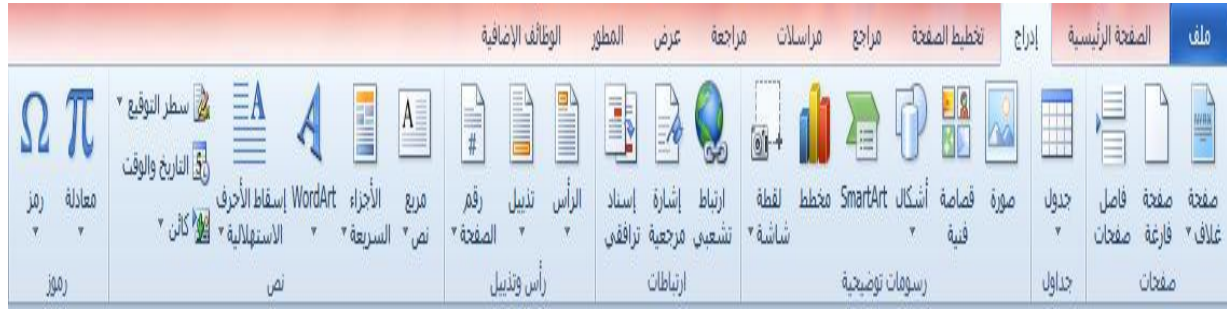 ملف الصفحة الرئيسية إدراج تخطيط الصفحة مراجع مراسلات مراجعة عرض المطور الوظائف الإضافية
صفحة غلاف
صفحة فارغة
فاصل صفحات
صفحات
جدول
جداول
صورة
قصاصة فنية
أشكال
SmartArt
مخطط
لقطة شاشة
رسومات توضيحية
ارتباط تشعبي
إشارة مرجعية
إسناد ترافقي
ارتباطات
الرأس
تذييل
رقم الصفحة
رأس وتذييل
مربع نص
الأجزاء السريعة
WordArt
إسقاط الأحرف الاستهلالية
سطر التوقيع
التاريخ والوقت
كائن
نص
معادلة
رمز
رموز